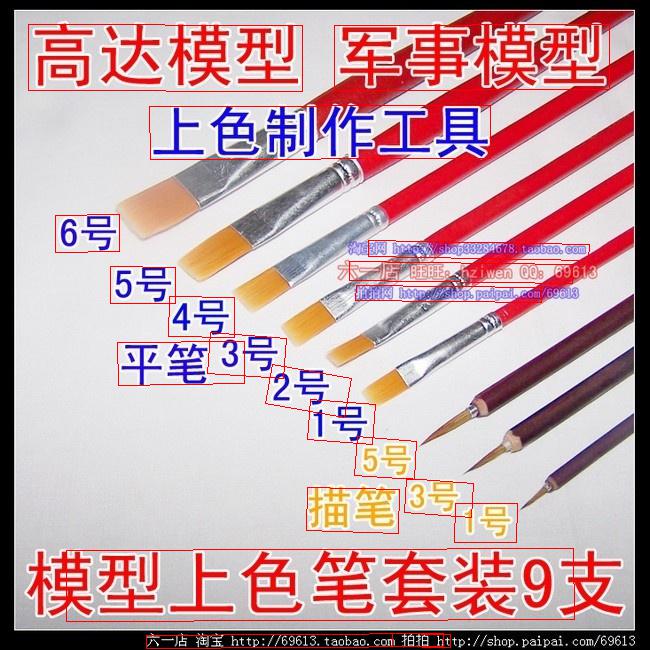 高达模型 军事模型
上色制作工具
6号
淘宝网 http://shop33284678.taobao.com
六一店 旺旺: hziwen QQ: 69613
拍拍网 http://shop.paipai.com/69613
5号
4号
平笔 3号
2号
1号
5号
描笔 3号
1号
模型上色笔套装9支
六一店 淘宝 http://69613.taobao.com 拍拍 http://shop.paipai.com/69613